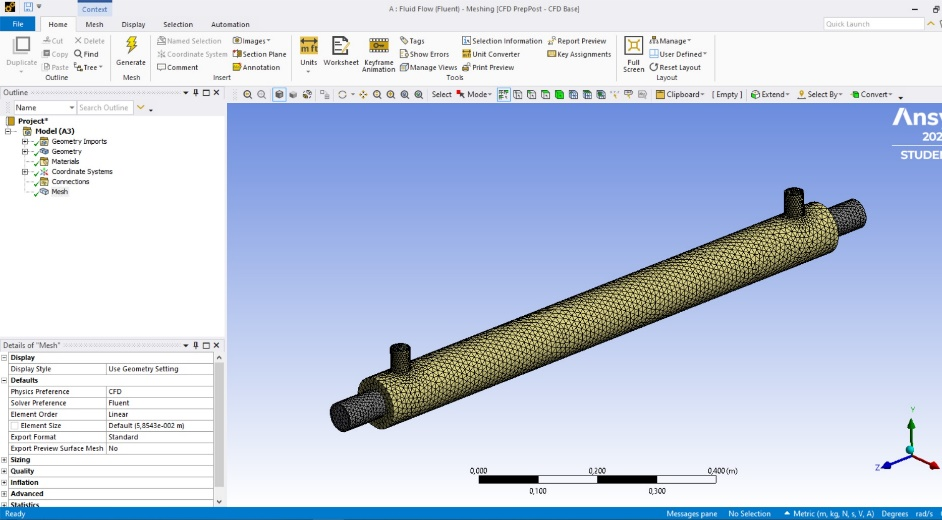 Context
A : Fluid Flow (Fluent) - Meshing [CFD PrepPost - CFD Base]
File Home Mesh Display Selection Automation Quick Launch
Duplicate
Cut Delete
Copy Find
Paste Tree
Outline
Generate
Mesh
Named Selection Images
Coordinate System Section Plane
Comment Annotation
Insert
Units Worksheet Keyframe Animation
Tags
Show Errors
Manage Views
Selection Information Report Preview
Unit Converter Key Assignments
Print Preview
Tools
Full Screen
Manage
User Defined
Reset Layout
Layout
Outline
Select Mode Clipboard [ Empty ] Extend Select By Convert
Name Search Outline
Project*
Model (A3)
Geometry Imports
Geometry
Materials
Coordinate Systems
Connections
Mesh
Ans
202
STUDE
Details of "Mesh"
Display
Display Style Use Geometry Setting
Defaults
Physics Preference CFD
Solver Preference Fluent
Element Order Linear
Element Size Default (5,8543e-002 m)
Export Format Standard
Export Preview Surface Mesh No
Sizing
Quality
Inflation
Advanced
Statistics
0,000 0,200 0,400 (m)
0,100 0,300
Y
Z
Ready Messages pane No Selection Metric (m, kg, N, s, V, A) Degrees rad/s